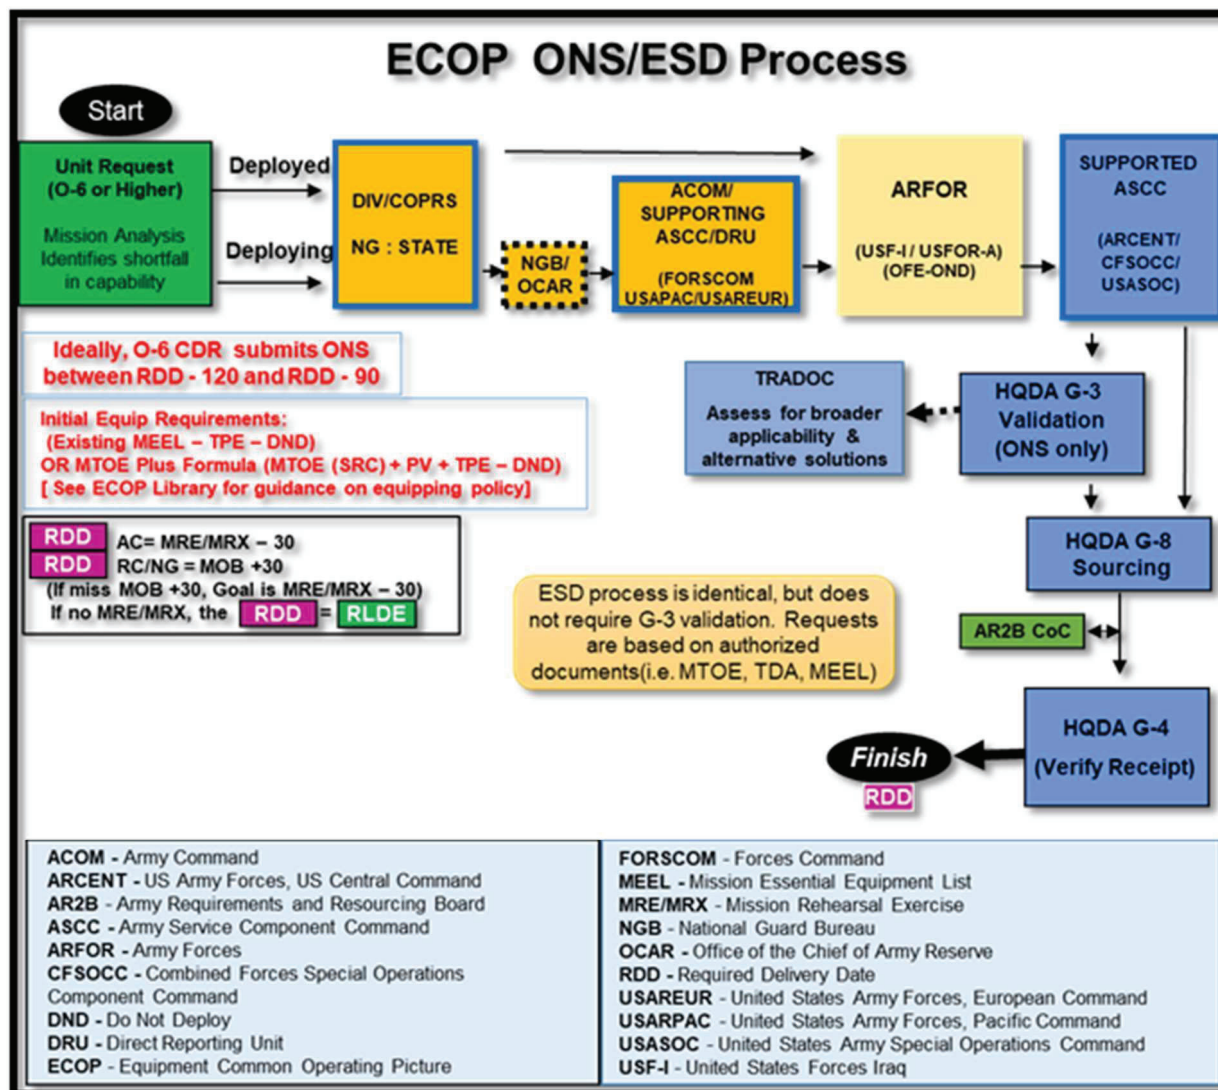 ECOP ONS/ESD Process
Start
Unit Request
(O-6 or Higher)
Mission Analysis
Identifies shortfall
in capability
Deployed
Deploying
DIV/COPRS
NG : STATE
NGB/
OCAR
ACOM/
SUPPORTING
ASCC/DRU
(FORSCOM
USAPAC/USAREUR)
ARFOR
(USF-I / USFOR-A)
(OFE-OND)
SUPPORTED
ASCC
(ARCENT/
CFSOCC/
USASOC)
Ideally, O-6 CDR submits ONS
between RDD - 120 and RDD - 90
Initial Equip Requirements:
(Existing MEEL – TPE – DND)
OR MTOE Plus Formula (MTOE (SRC) + PV + TPE – DND)
[ See ECOP Library for guidance on equipping policy]
TRADOC
Assess for broader
applicability &
alternative solutions
HQDA G-3
Validation
(ONS only)
RDD AC= MRE/MRX – 30
RDD RC/NG = MOB +30
(If miss MOB +30, Goal is MRE/MRX – 30)
If no MRE/MRX, the RDD = RLDE
HQDA G-8
Sourcing
ESD process is identical, but does
not require G-3 validation. Requests
are based on authorized
documents(i.e. MTOE, TDA, MEEL)
AR2B CoC
HQDA G-4
(Verify Receipt)
Finish
RDD
ACOM - Army Command
ARCENT - US Army Forces, US Central Command
AR2B - Army Requirements and Resourcing Board
ASCC - Army Service Component Command
ARFOR - Army Forces
CFSOCC - Combined Forces Special Operations
Component Command
DND - Do Not Deploy
DRU - Direct Reporting Unit
ECOP - Equipment Common Operating Picture
FORSCOM - Forces Command
MEEL - Mission Essential Equipment List
MRE/MRX - Mission Rehearsal Exercise
NGB - National Guard Bureau
OCAR - Office of the Chief of Army Reserve
RDD - Required Delivery Date
USAREUR - United States Army Forces, European Command
USARPAC - United States Army Forces, Pacific Command
USASOC - United States Army Special Operations Command
USF-I - United States Forces Iraq